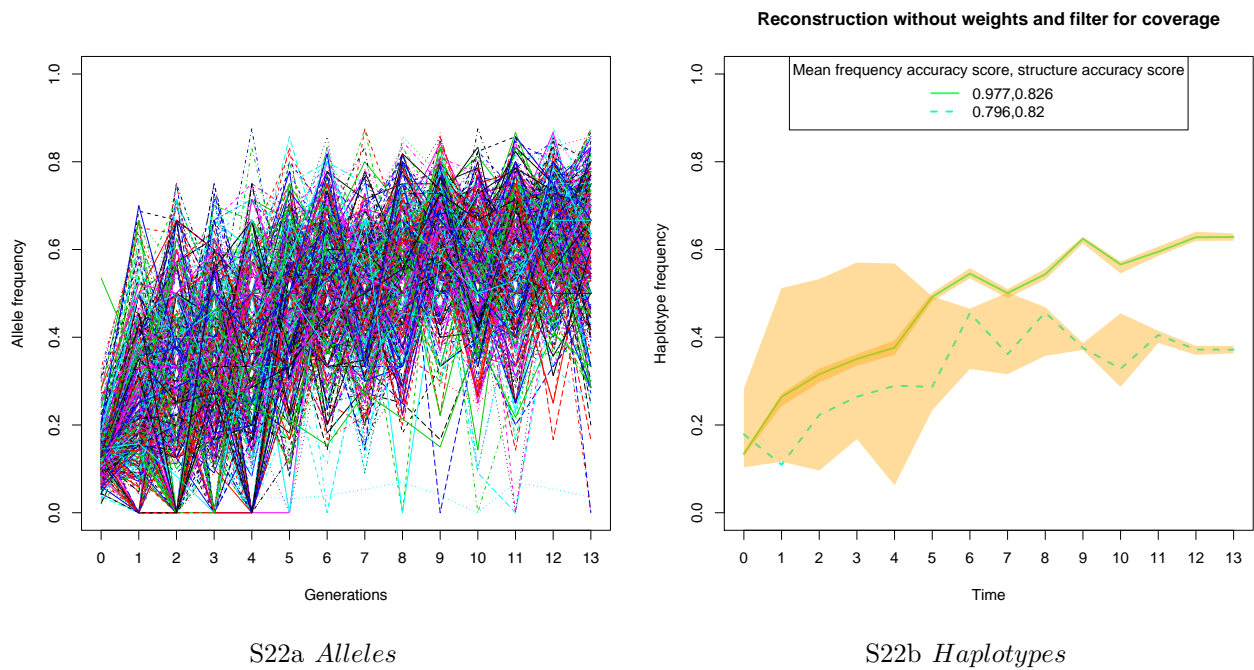 Allele frequency
1.0
0.8
0.6
0.4
0.2
0.0
0 1 2 3 4 5 6 7 8 9 10 11 12 13
Generations
S22a Alleles
Reconstruction without weights and filter for coverage
Haplotype frequency
1.0
0.8
0.6
0.4
0.2
0.0
Mean frequency accuracy score, structure accuracy score
0.977,0.826
0.796,0.82
0 1 2 3 4 5 6 7 8 9 10 11 12 13
Time
S22b Haplotypes